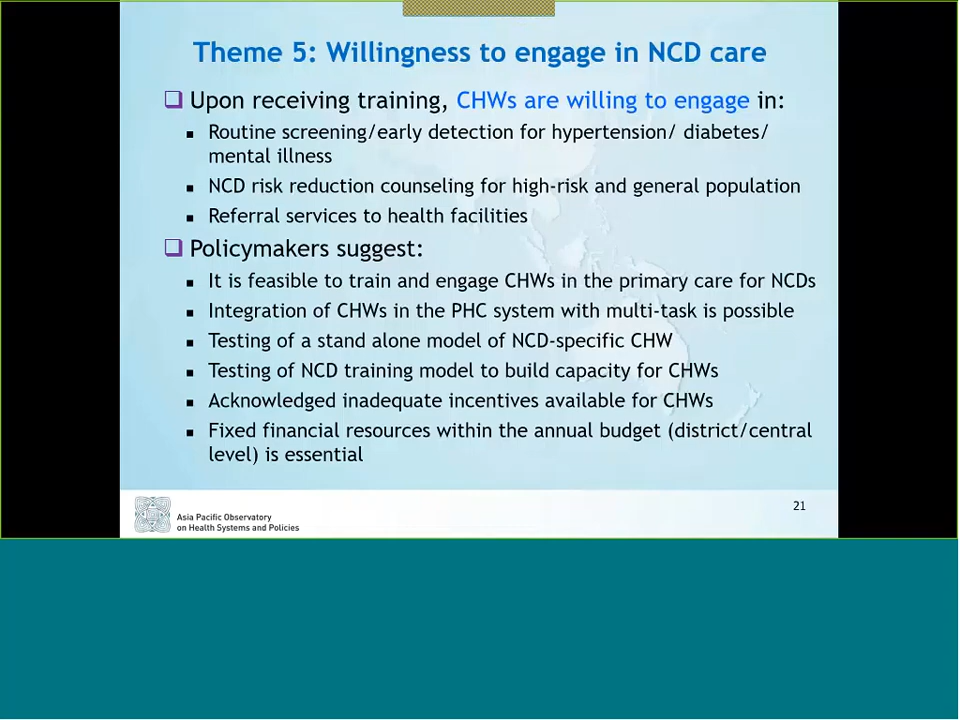 Theme 5: Willingness to engage in NCD care
Upon receiving training, CHWs are willing to engage in:
Routine screening/early detection for hypertension/ diabetes/
mental illness
NCD risk reduction counseling for high-risk and general population
Referral services to health facilities
Policymakers suggest:
It is feasible to train and engage CHWs in the primary care for NCDs
Integration of CHWs in the PHC system with multi-task is possible
Testing of a stand alone model of NCD-specific CHW
Testing of NCD training model to build capacity for CHWs
Acknowledged inadequate incentives available for CHWs
Fixed financial resources within the annual budget (district/central
level) is essential
21
Asia Pacific Observatory
on Health Systems and Policies